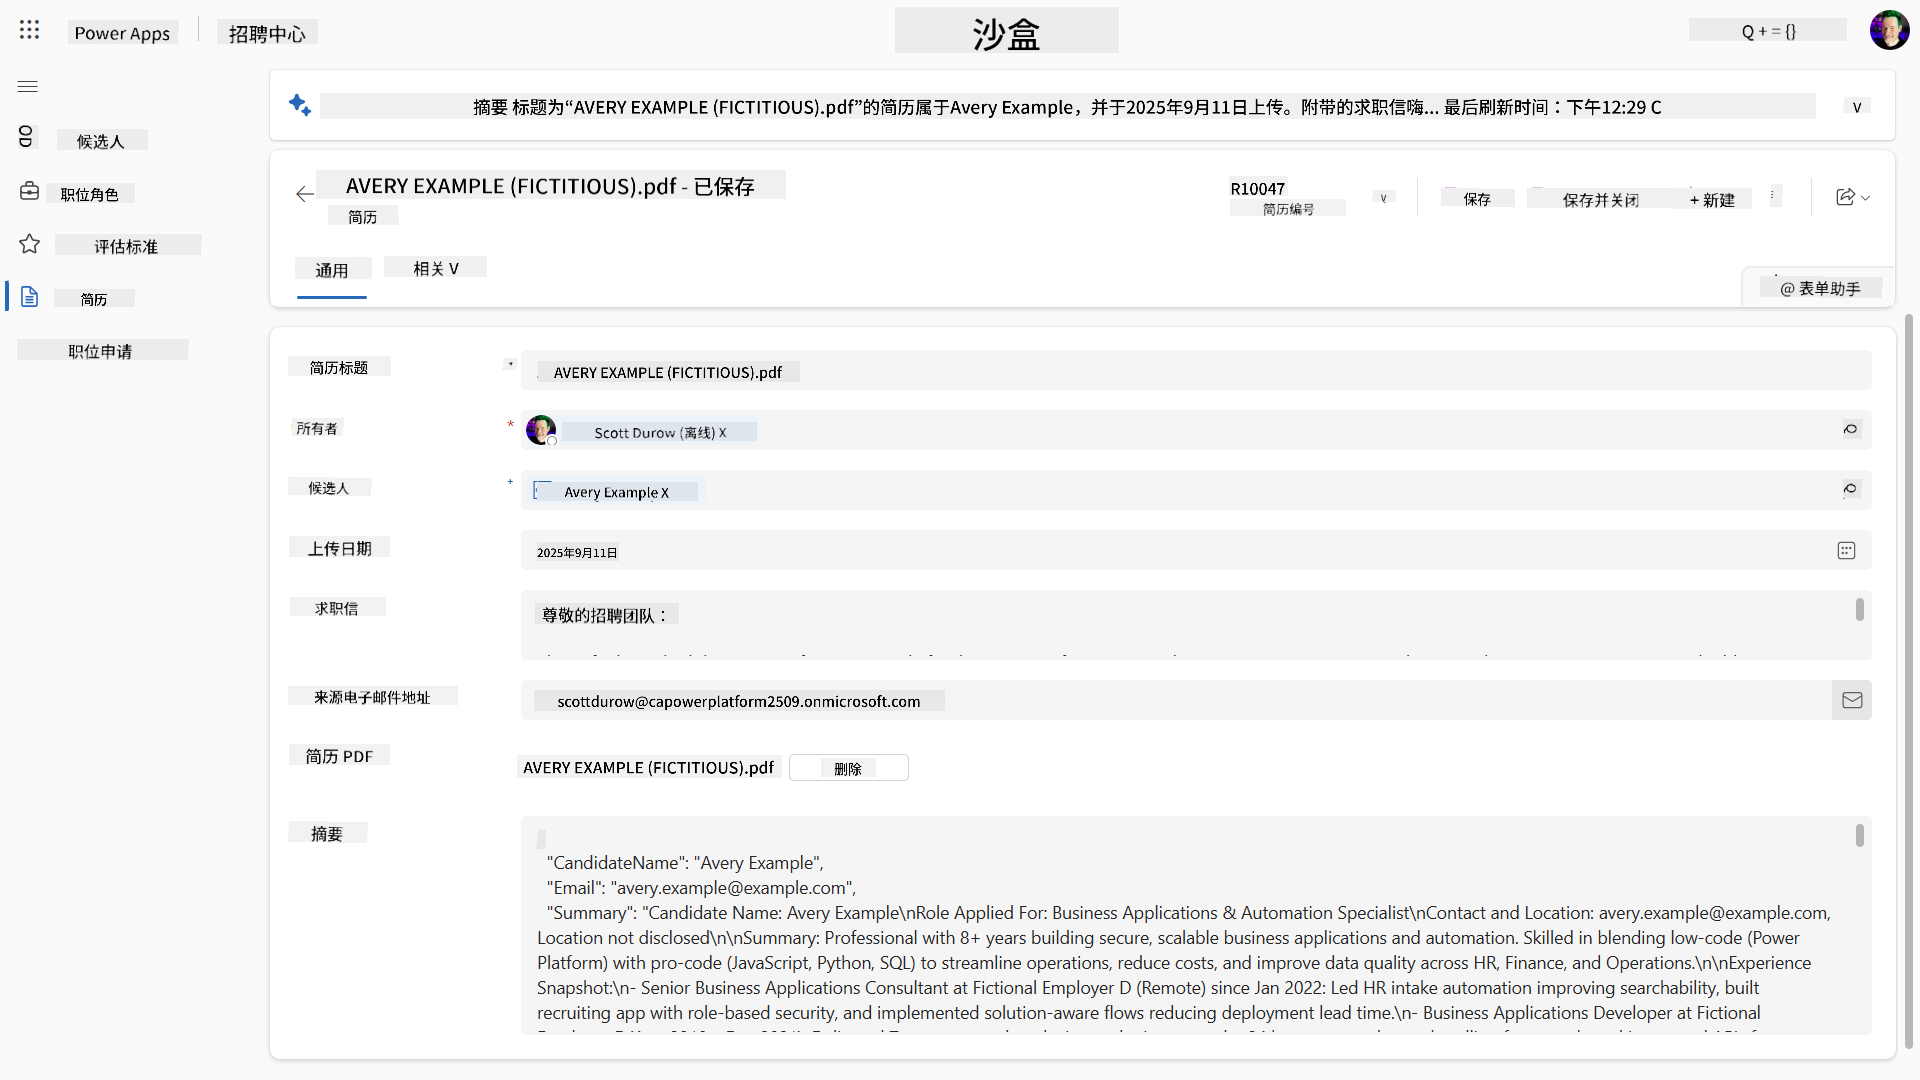 Power Apps
招聘中心
沙盒
Q + = {}
摘要 标题为“AVERY EXAMPLE (FICTITIOUS).pdf”的简历属于Avery Example，并于2025年9月11日上传。附带的求职信嗨... 最后刷新时间：下午12:29 C
候选人
职位角色
评估标准
简历
职位申请
AVERY EXAMPLE (FICTITIOUS).pdf - 已保存
简历
R10047
简历编号
保存
保存并关闭
+ 新建
通用
相关 V
@ 表单助手
简历标题
AVERY EXAMPLE (FICTITIOUS).pdf
所有者
*
Scott Durow (离线) X
候选人
+
Avery Example X
上传日期
2025年9月11日
求职信
尊敬的招聘团队：
来源电子邮件地址
scottdurow@capowerplatform2509.onmicrosoft.com
简历 PDF
AVERY EXAMPLE (FICTITIOUS).pdf
删除
摘要
"CandidateName": "Avery Example",
"Email": "avery.example@example.com",
"Summary": "Candidate Name: Avery Example\nRole Applied For: Business Applications & Automation Specialist\nContact and Location: avery.example@example.com,
Location not disclosed\n\nSummary: Professional with 8+ years building secure, scalable business applications and automation. Skilled in blending low-code (Power
Platform) with pro-code (JavaScript, Python, SQL) to streamline operations, reduce costs, and improve data quality across HR, Finance, and Operations.\n\nExperience
Snapshot:\n- Senior Business Applications Consultant at Fictional Employer D (Remote) since Jan 2022: Led HR intake automation improving searchability, built
recruiting app with role-based security, and implemented solution-aware flows reducing deployment lead time.\n- Business Applications Developer at Fictional